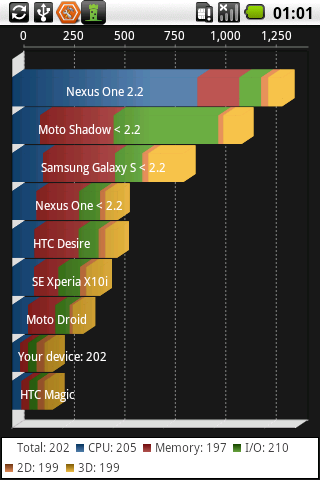 01:01
0 250 500 750 1,000 1,250
Nexus One 2.2
Moto Shadow < 2.2
Samsung Galaxy S < 2.2
Nexus One < 2.2
HTC Desire
SE Xperia X10i
Moto Droid
Your device: 202
HTC Magic
Total: 202 CPU: 205 Memory: 197 I/O: 210
2D: 199 3D: 199